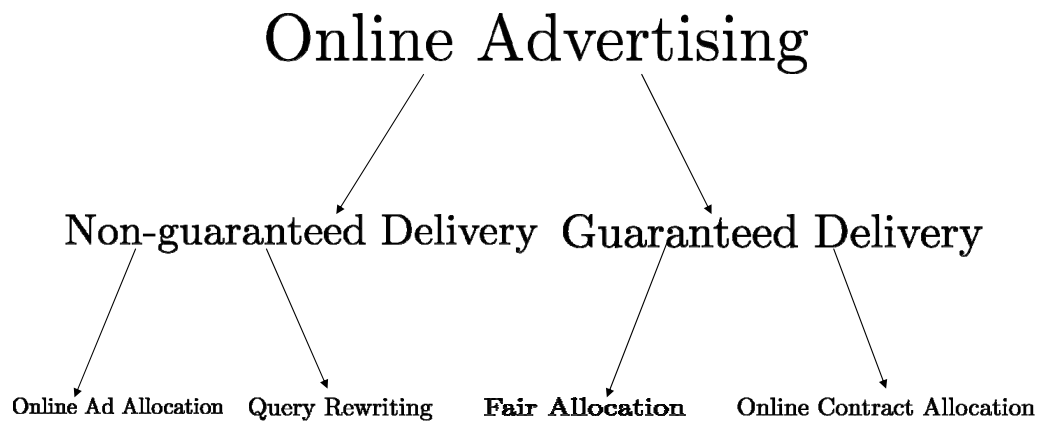 Online Advertising
Non-guaranteed Delivery
Guaranteed Delivery
Online Ad Allocation
Query Rewriting
Fair Allocation
Online Contract Allocation